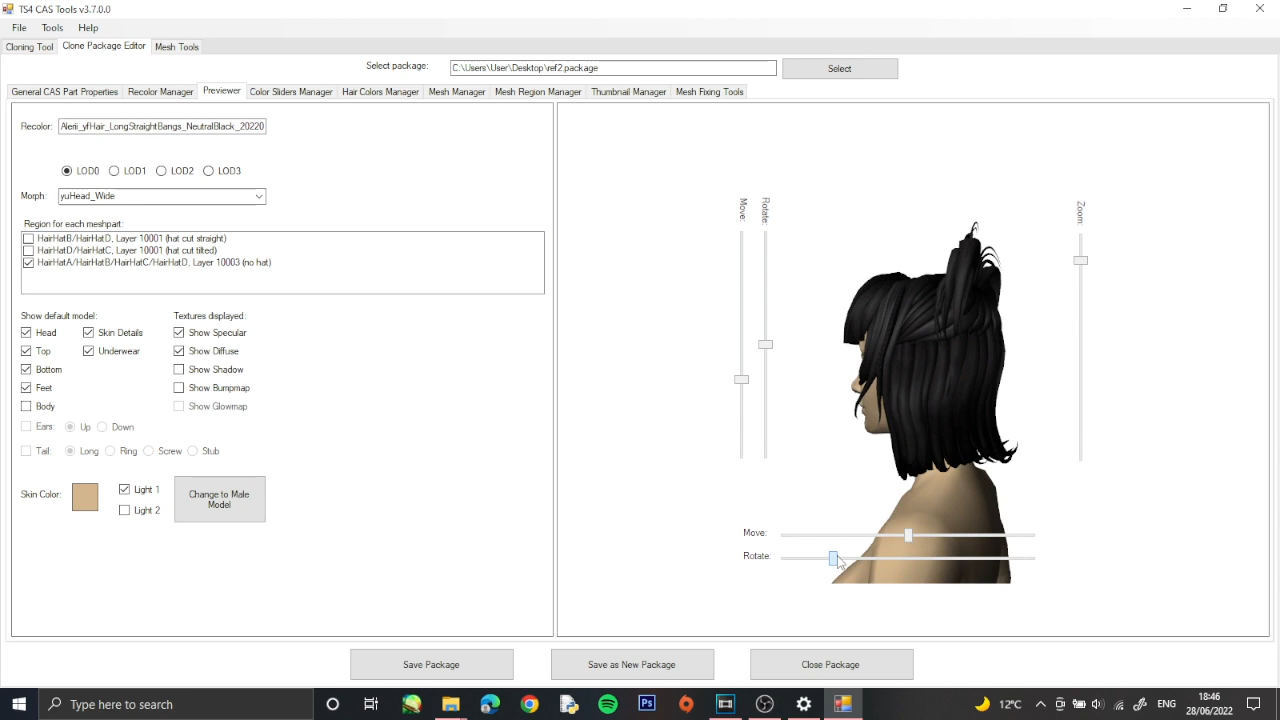 TS4 CAS Tools v3.7.0.0
File Tools Help
Cloning Tool Clone Package Editor Mesh Tools
Select package: C:\Users\User\Desktop\ref2.package Select
General CAS Part Properties Recolor Manager Previewer Color Sliders Manager Hair Colors Manager Mesh Manager Mesh Region Manager Thumbnail Manager Mesh Fixing Tools
Recolor: Alerii_yfHair_LongStraightBangs_NeutralBlack_20220
LOD0 LOD1 LOD2 LOD3
Morph: yuHead_Wide
Region for each meshpart:
HairHatB/HairHatD, Layer 10001 (hat cut straight)
HairHatD/HairHatC, Layer 10001 (hat cut tilted)
HairHatA/HairHatB/HairHatC/HairHatD, Layer 10003 (no hat)
Show default model: Textures displayed:
Head Skin Details Show Specular
Top Underwear Show Diffuse
Bottom Show Shadow
Feet Show Bumpmap
Body Show Glowmap
Ears: Up Down
Tail: Long Ring Screw Stub
Skin Color: Light 1
Light 2
Change to Male
Model
Move:
Rotate:
Zoom:
Move:
Rotate:
Save Package Save as New Package Close Package
Type here to search
Ps
12°C
ENG
18:46
28/06/2022